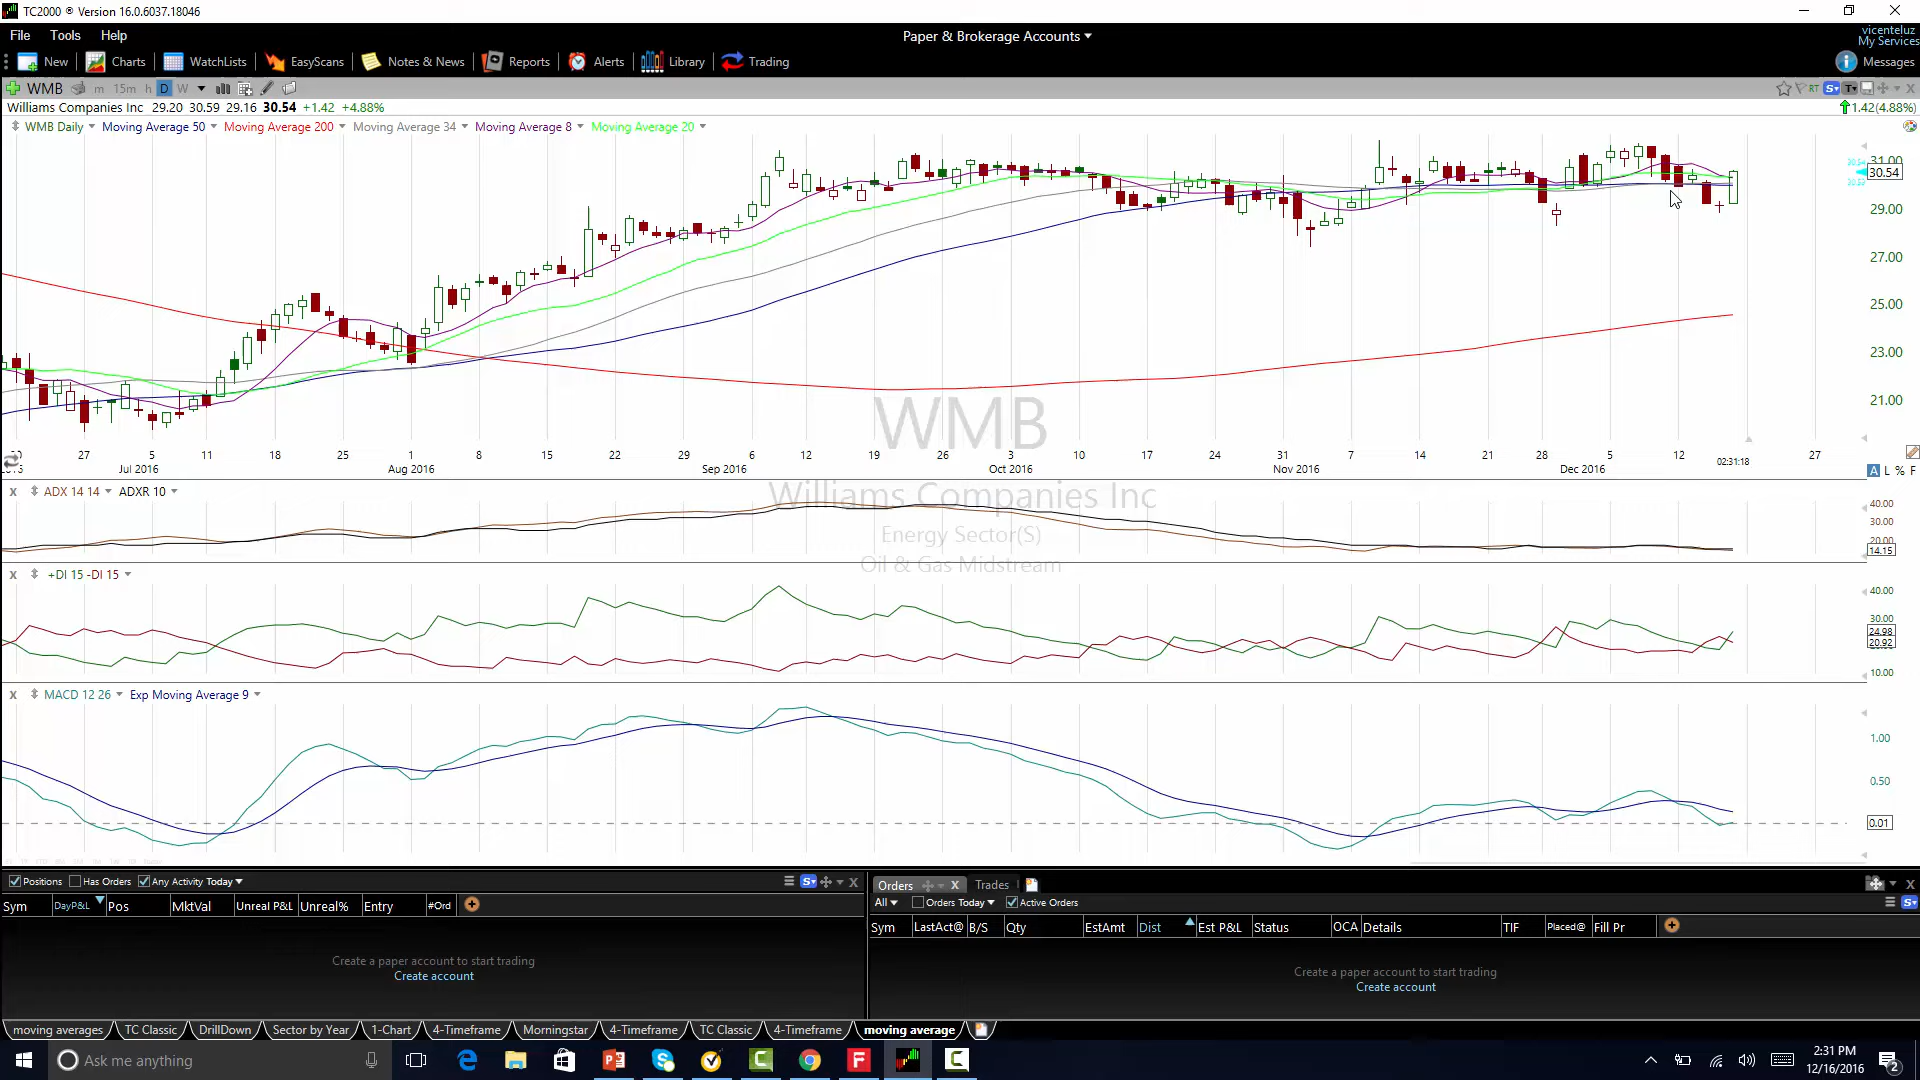 TC2000 ® Version 16.0.6037.18046
File Tools Help
Paper & Brokerage Accounts
vicenteluz
My Services
New Charts WatchLists EasyScans Notes & News Reports Alerts Library Trading
Messages
WMB m 15m h D W
RT S T
Williams Companies Inc 29.20 30.59 29.16 30.54 +1.42 +4.88%
1.42(4.88%)
WMB Daily Moving Average 50 Moving Average 200 Moving Average 34 Moving Average 8 Moving Average 20
31.00
30.54
29.00
27.00
25.00
23.00
21.00
WMB
27 5 11 18 25 1 8 15 22 29 6 12 19 26 3 10 17 24 31 7 14 21 28 5 12 27
Jul 2016 Aug 2016 Sep 2016 Oct 2016 Nov 2016 Dec 2016 02:31:18
A L % F
ADX 14 14 ADXR 10
Williams Companies Inc
Energy Sector(S)
Oil & Gas Midstream
40.00
30.00
20.00
14.15
+DI 15 -DI 15
40.00
30.00
24.98
20.92
10.00
MACD 12 26 Exp Moving Average 9
1.00
0.50
0.01
Positions Has Orders Any Activity Today
S
Sym DayP&L Pos MktVal Unreal P&L Unreal% Entry #Ord
Create a paper account to start trading
Create account
Orders X Trades
All Orders Today Active Orders
S
Sym LastAct@ B/S Qty EstAmt Dist Est P&L Status OCA Details TIF Placed@ Fill Pr
Create a paper account to start trading
Create account
moving averages TC Classic DrillDown Sector by Year 1-Chart 4-Timeframe Morningstar 4-Timeframe TC Classic 4-Timeframe moving average
Ask me anything
2:31 PM
12/16/2016
2